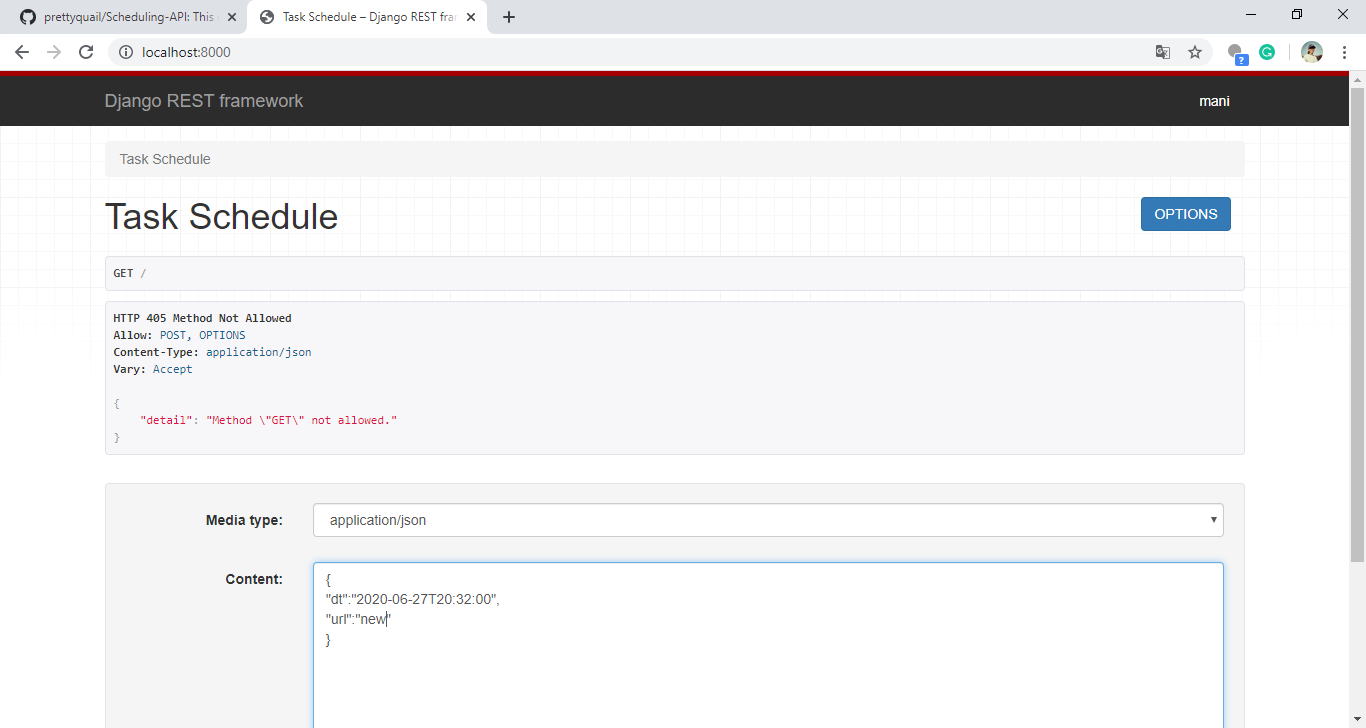 prettyquail/Scheduling-API: This
Task Schedule – Django REST fra
localhost:8000
Django REST framework
mani
Task Schedule
Task Schedule
OPTIONS
GET /
HTTP 405 Method Not Allowed
Allow: POST, OPTIONS
Content-Type: application/json
Vary: Accept
{
"detail": "Method \"GET\" not allowed."
}
Media type:
application/json
Content:
{
"dt":"2020-06-27T20:32:00",
"url":"new"
}